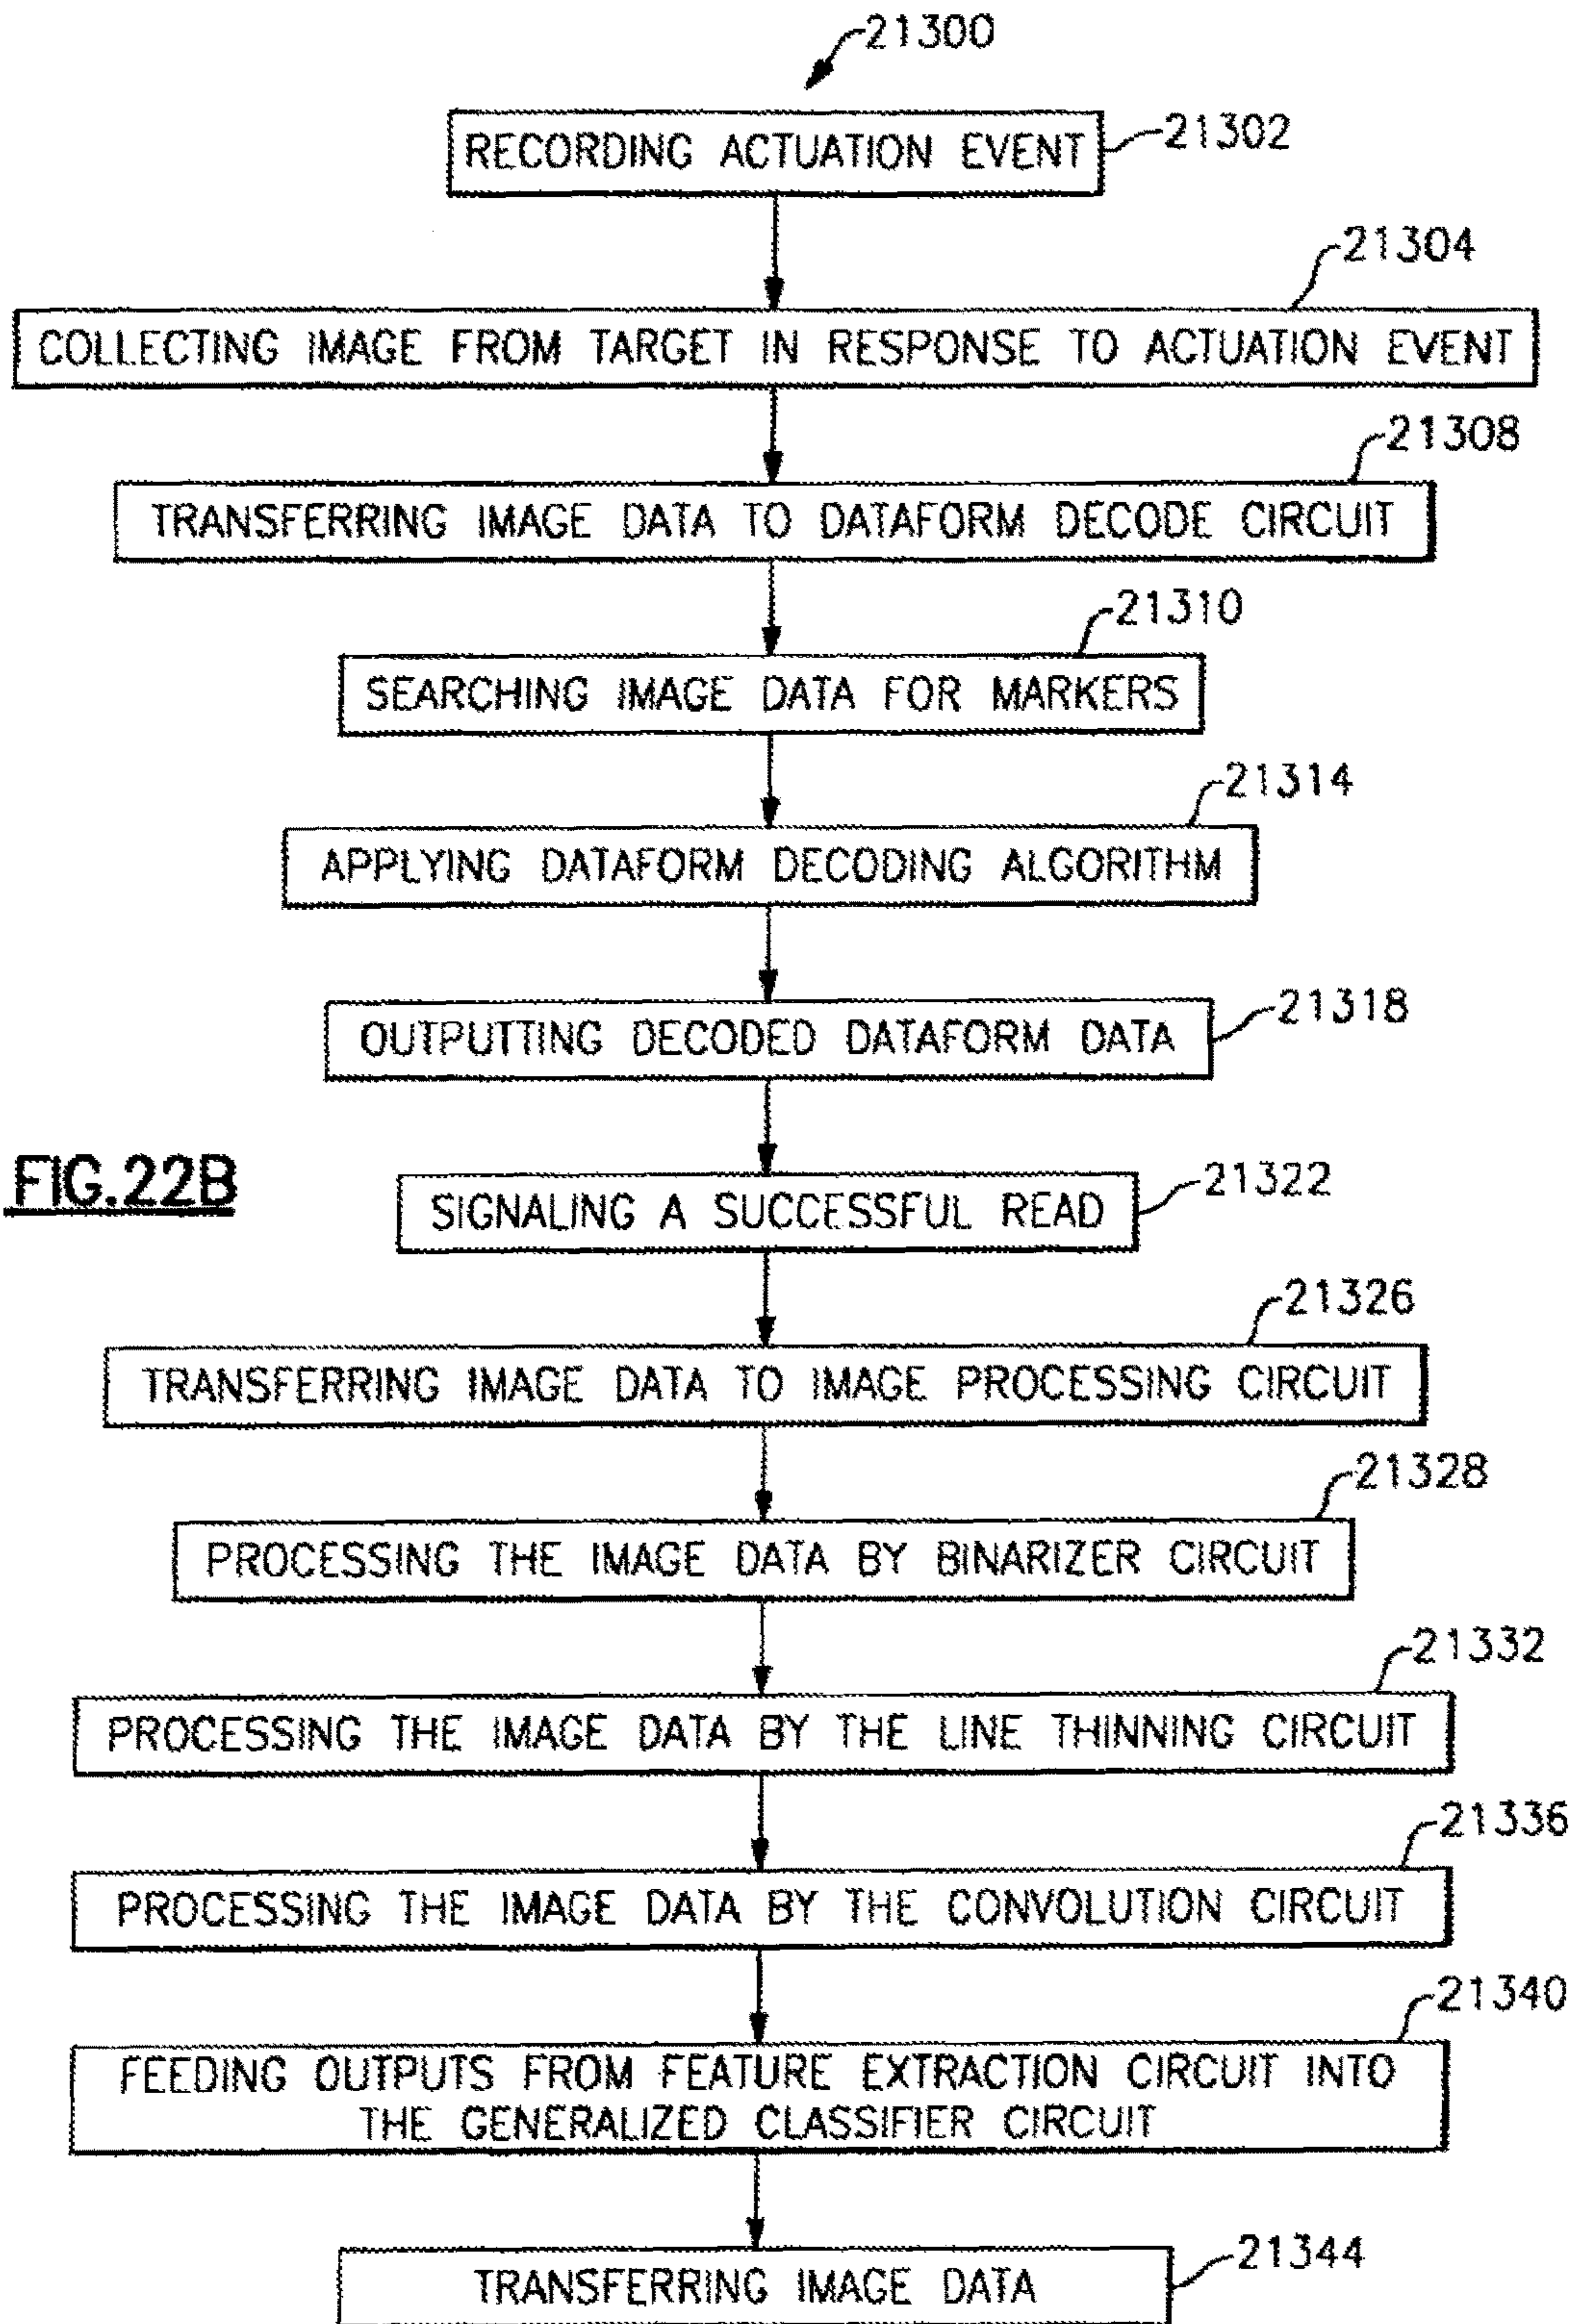 21300
RECORDING ACTUATION EVENT
21302
21304
COLLECTING IMAGE FROM TARGET IN RESPONSE TO ACTUATION EVENT
21308
TRANSFERRING IMAGE DATA TO DATAFORM DECODE CIRCUIT
21310
SEARCHING IMAGE DATA FOR MARKERS
21314
APPLYING DATAFORM DECODING ALGORITHM
OUTPUTTING DECODED DATAFORM DATA
21318
FIG.22B
SIGNALING A SUCCESSFUL READ
21322
21326
TRANSFERRING IMAGE DATA TO IMAGE PROCESSING CIRCUIT
21328
PROCESSING THE IMAGE DATA BY BINARIZER CIRCUIT
21332
PROCESSING THE IMAGE DATA BY THE LINE THINNING CIRCUIT
21336
PROCESSING THE IMAGE DATA BY THE CONVOLUTION CIRCUIT
21340
FEEDING OUTPUTS FROM FEATURE EXTRACTION CIRCUIT INTO
THE GENERALIZED CLASSIFIER CIRCUIT
TRANSFERRING IMAGE DATA
21344